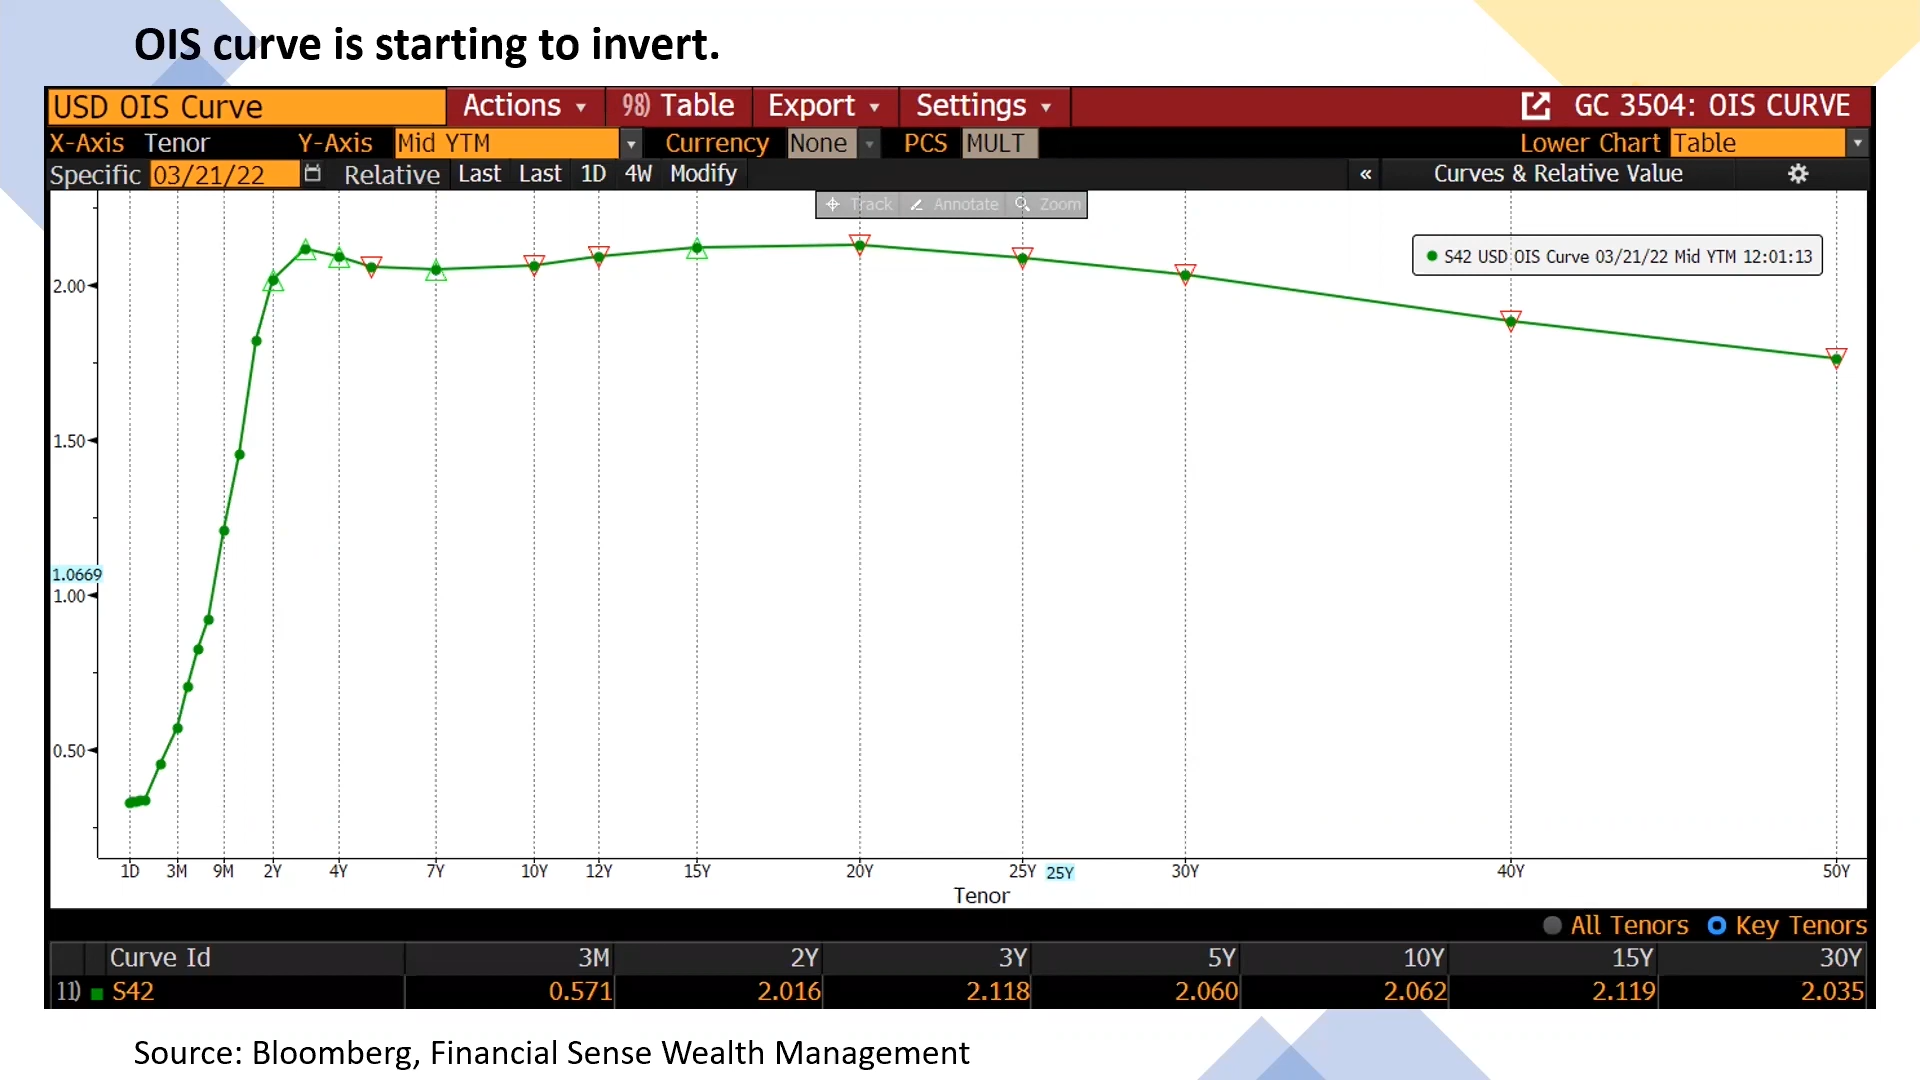 OIS curve is starting to invert.
USD OIS Curve Actions 98) Table Export Settings GC 3504: OIS CURVE
X-Axis Tenor Y-Axis Mid YTM Currency None PCS MULT Lower Chart Table
Specific 03/21/22 Relative Last Last 1D 4W Modify « Curves & Relative Value
Track Annotate Zoom
S42 USD OIS Curve 03/21/22 Mid YTM 12:01:13
2.00
1.50
1.0669
1.00
0.50
1D 3M 9M 2Y 4Y 7Y 10Y 12Y 15Y 20Y 25Y 25Y 30Y 40Y 50Y
Tenor
All Tenors Key Tenors
Curve Id 3M 2Y 3Y 5Y 10Y 15Y 30Y
11) S42 0.571 2.016 2.118 2.060 2.062 2.119 2.035
Source: Bloomberg, Financial Sense Wealth Management